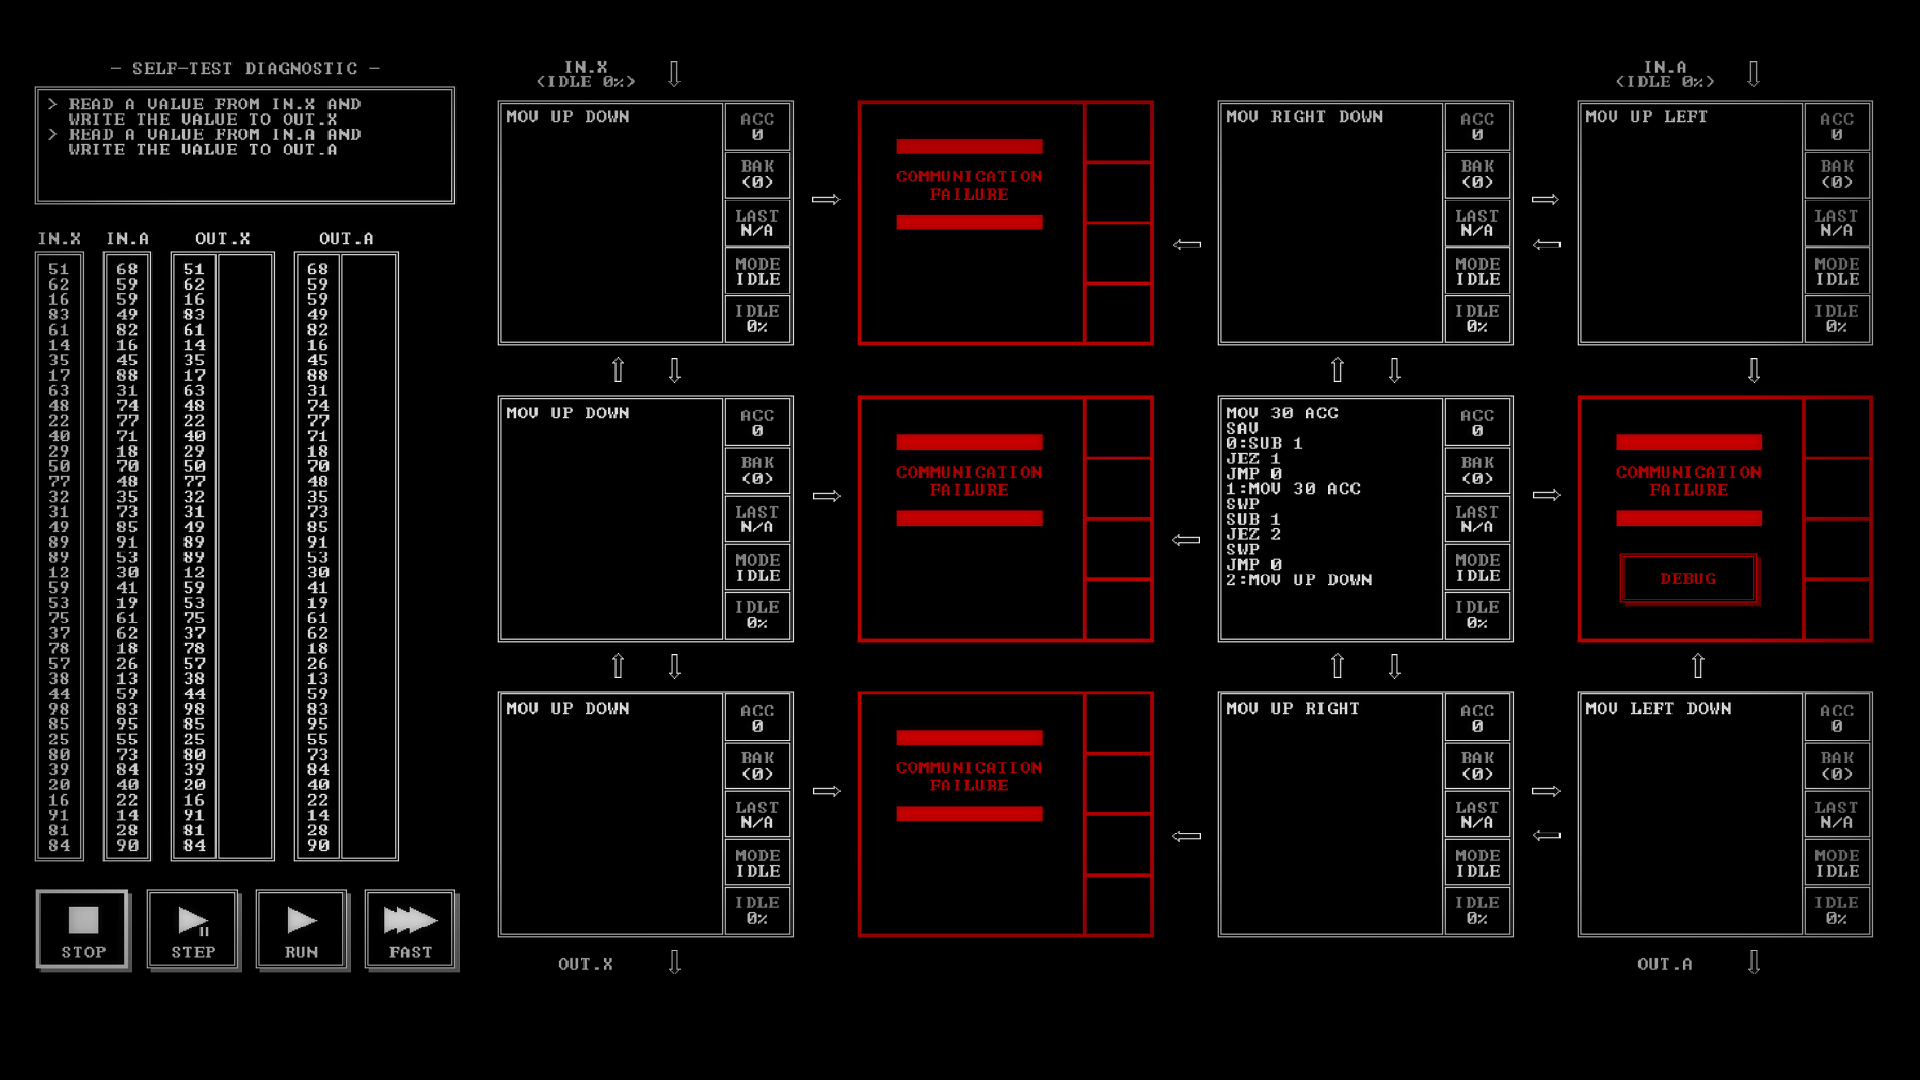 - SELF-TEST DIAGNOSTIC -
> READ A VALUE FROM IN.X AND
WRITE THE VALUE TO OUT.X
> READ A VALUE FROM IN.A AND
WRITE THE VALUE TO OUT.A
IN.X IN.A OUT.X OUT.A
51 68 51 68
62 59 62 59
16 59 16 59
83 49 83 49
61 82 61 82
14 16 14 16
35 45 35 45
17 88 17 88
63 31 63 31
48 74 48 74
22 77 22 77
40 71 40 71
29 18 29 18
50 70 50 70
77 48 77 48
32 35 32 35
31 73 31 73
49 85 49 85
89 91 89 91
89 53 89 53
12 30 12 30
59 41 59 41
53 19 53 19
75 61 75 61
37 62 37 62
78 18 78 18
57 26 57 26
38 13 38 13
44 59 44 59
98 83 98 83
85 95 85 95
25 55 25 55
80 73 80 73
39 84 39 84
20 40 20 40
16 22 16 22
91 14 91 14
81 28 81 28
84 90 84 90
STOP
STEP
RUN
FAST
IN.X
<IDLE 0%>
IN.A
<IDLE 0%>
MOV UP DOWN
ACC
0
BAK
<0>
LAST
N/A
MODE
IDLE
IDLE
0%
COMMUNICATION
FAILURE
MOV RIGHT DOWN
ACC
0
BAK
<0>
LAST
N/A
MODE
IDLE
IDLE
0%
MOV UP LEFT
ACC
0
BAK
<0>
LAST
N/A
MODE
IDLE
IDLE
0%
MOV UP DOWN
ACC
0
BAK
<0>
LAST
N/A
MODE
IDLE
IDLE
0%
COMMUNICATION
FAILURE
MOV 30 ACC
SAV
0:SUB 1
JEZ 1
JMP 0
1:MOV 30 ACC
SWP
SUB 1
JEZ 2
SWP
JMP 0
2:MOV UP DOWN
ACC
0
BAK
<0>
LAST
N/A
MODE
IDLE
IDLE
0%
COMMUNICATION
FAILURE
DEBUG
MOV UP DOWN
ACC
0
BAK
<0>
LAST
N/A
MODE
IDLE
IDLE
0%
COMMUNICATION
FAILURE
MOV UP RIGHT
ACC
0
BAK
<0>
LAST
N/A
MODE
IDLE
IDLE
0%
MOV LEFT DOWN
ACC
0
BAK
<0>
LAST
N/A
MODE
IDLE
IDLE
0%
OUT.X
OUT.A